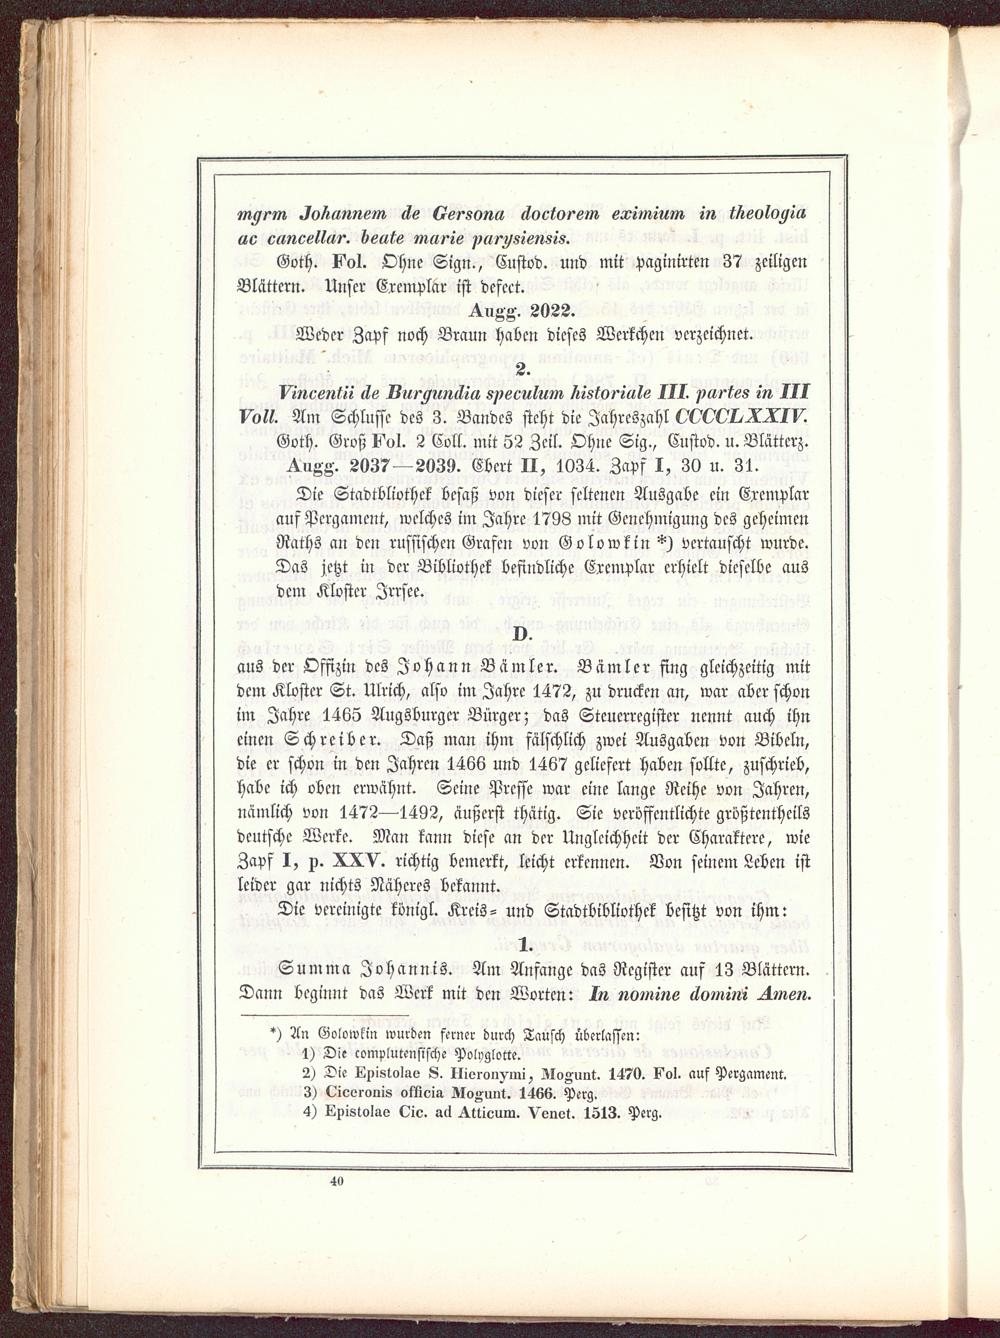 mgrm Johannem de Gersona doctorem eximium in theologia
ac cancellar. beate marie parysiensis.
Goth. Fol. Ohne Sign., Custod. und mit paginirten 37 zeiligen
Blättern. Unser Exemplar ist defect.
Augg. 2022.
Weder Zapf noch Braun haben dieses Werkchen verzeichnet.
2.
Vincentii de Burgundia speculum historiale III. partes in III
Voll. Am Schlusse des 3. Bandes steht die Jahreszahl CCCCLXXIV.
Goth. Groß Fol. 2 Coll. mit 52 Zeil. Ohne Sig., Custod. u. Blätterz.
Augg. 2037—2039. Ebert II, 1034. Zapf I, 30 u. 31.
Die Stadtbliothek besaß von dieser seltenen Ausgabe ein Exemplar
auf Pergament, welches im Jahre 1798 mit Genehmigung des geheimen
Raths an den russischen Grafen von Golowkin *) vertauscht wurde.
Das jetzt in der Bibliothek befindliche Exemplar erhielt dieselbe aus
dem Kloster Irrsee.
D.
aus der Offizin des Johann Bämler. Bämler fing gleichzeitig mit
dem Kloster St. Ulrich, also im Jahre 1472, zu drucken an, war aber schon
im Jahre 1465 Augsburger Bürger; das Steuerregister nennt auch ihn
einen Schreiber. Daß man ihm fälschlich zwei Ausgaben von Bibeln,
die er schon in den Jahren 1466 und 1467 geliefert haben sollte, zuschrieb,
habe ich oben erwähnt. Seine Presse war eine lange Reihe von Jahren,
nämlich von 1472—1492, äußerst thätig. Sie veröffentlichte größtentheils
deutsche Werke. Man kann diese an der Ungleichheit der Charaktere, wie
Zapf I, p. XXV. richtig bemerkt, leicht erkennen. Von seinem Leben ist
leider gar nichts Näheres bekannt.
Die vereinigte königl. Kreis- und Stadtbibliothek besitzt von ihm:
1.
Summa Johannis. Am Anfange das Register auf 13 Blättern.
Dann beginnt das Werk mit den Worten: In nomine domini Amen.
*) An Golowkin wurden ferner durch Tausch überlassen:
1) Die complutensische Polyglotte.
2) Die Epistolae S. Hieronymi, Mogunt. 1470. Fol. auf Pergament.
3) Ciceronis officia Mogunt. 1466. Perg.
4) Epistolae Cic. ad Atticum. Venet. 1513. Perg.
40